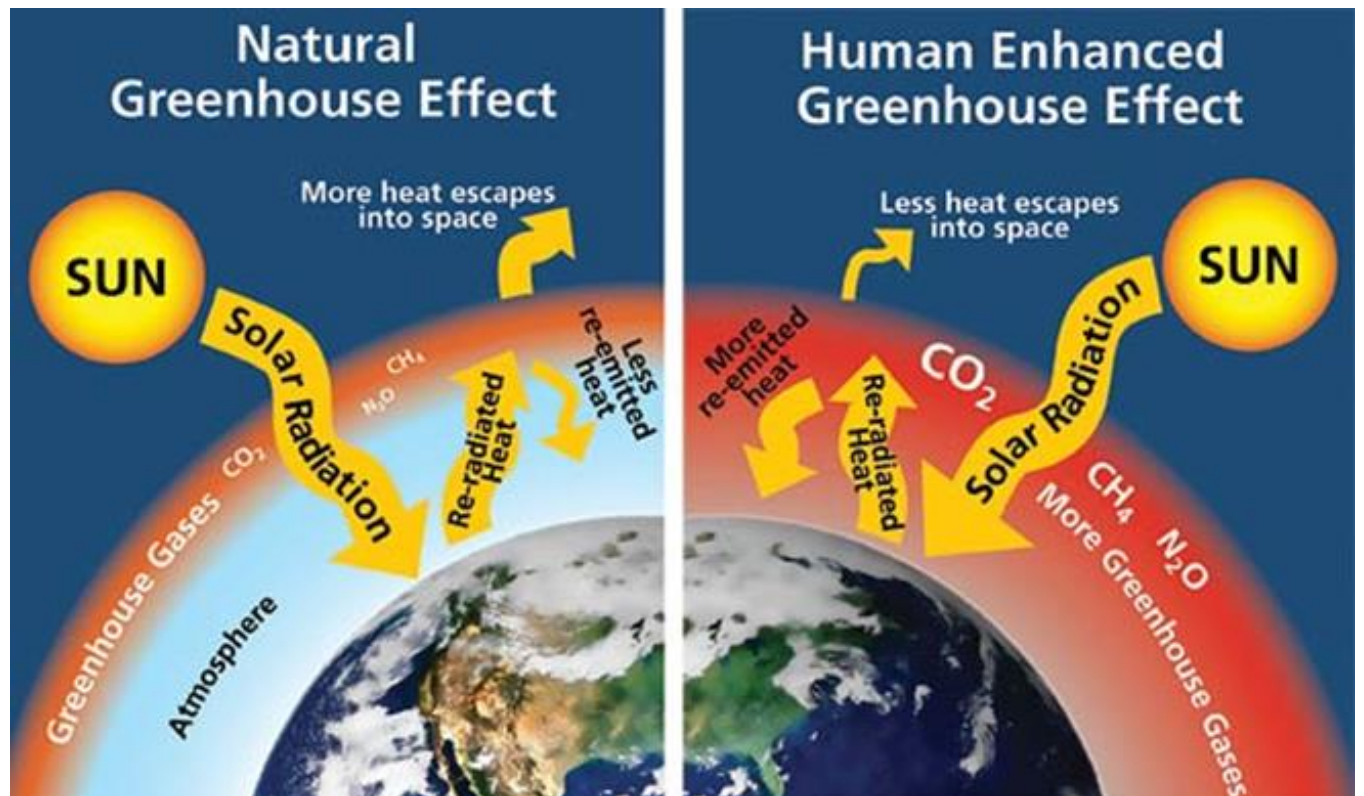 Natural
Greenhouse Effect
More heat escapes
into space
SUN
Solar Radiation
Re-radiated
Heat
Less
re-emitted
heat
CH₄
N₂O
CO₂
Greenhouse Gases
Atmosphere
Human Enhanced
Greenhouse Effect
Less heat escapes
into space
SUN
Solar Radiation
More
re-emitted
heat
Re-radiated
Heat
CO₂
CH₄
N₂O
More Greenhouse Gases